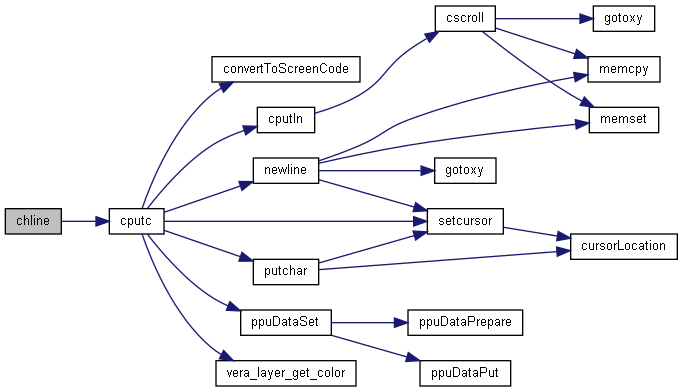 cscroll
gotoxy
convertToScreenCode
memcpy
cputln
memset
newline
gotoxy
chline
cputc
setcursor
cursorLocation
putchar
ppuDataSet
ppuDataPrepare
vera_layer_get_color
ppuDataPut